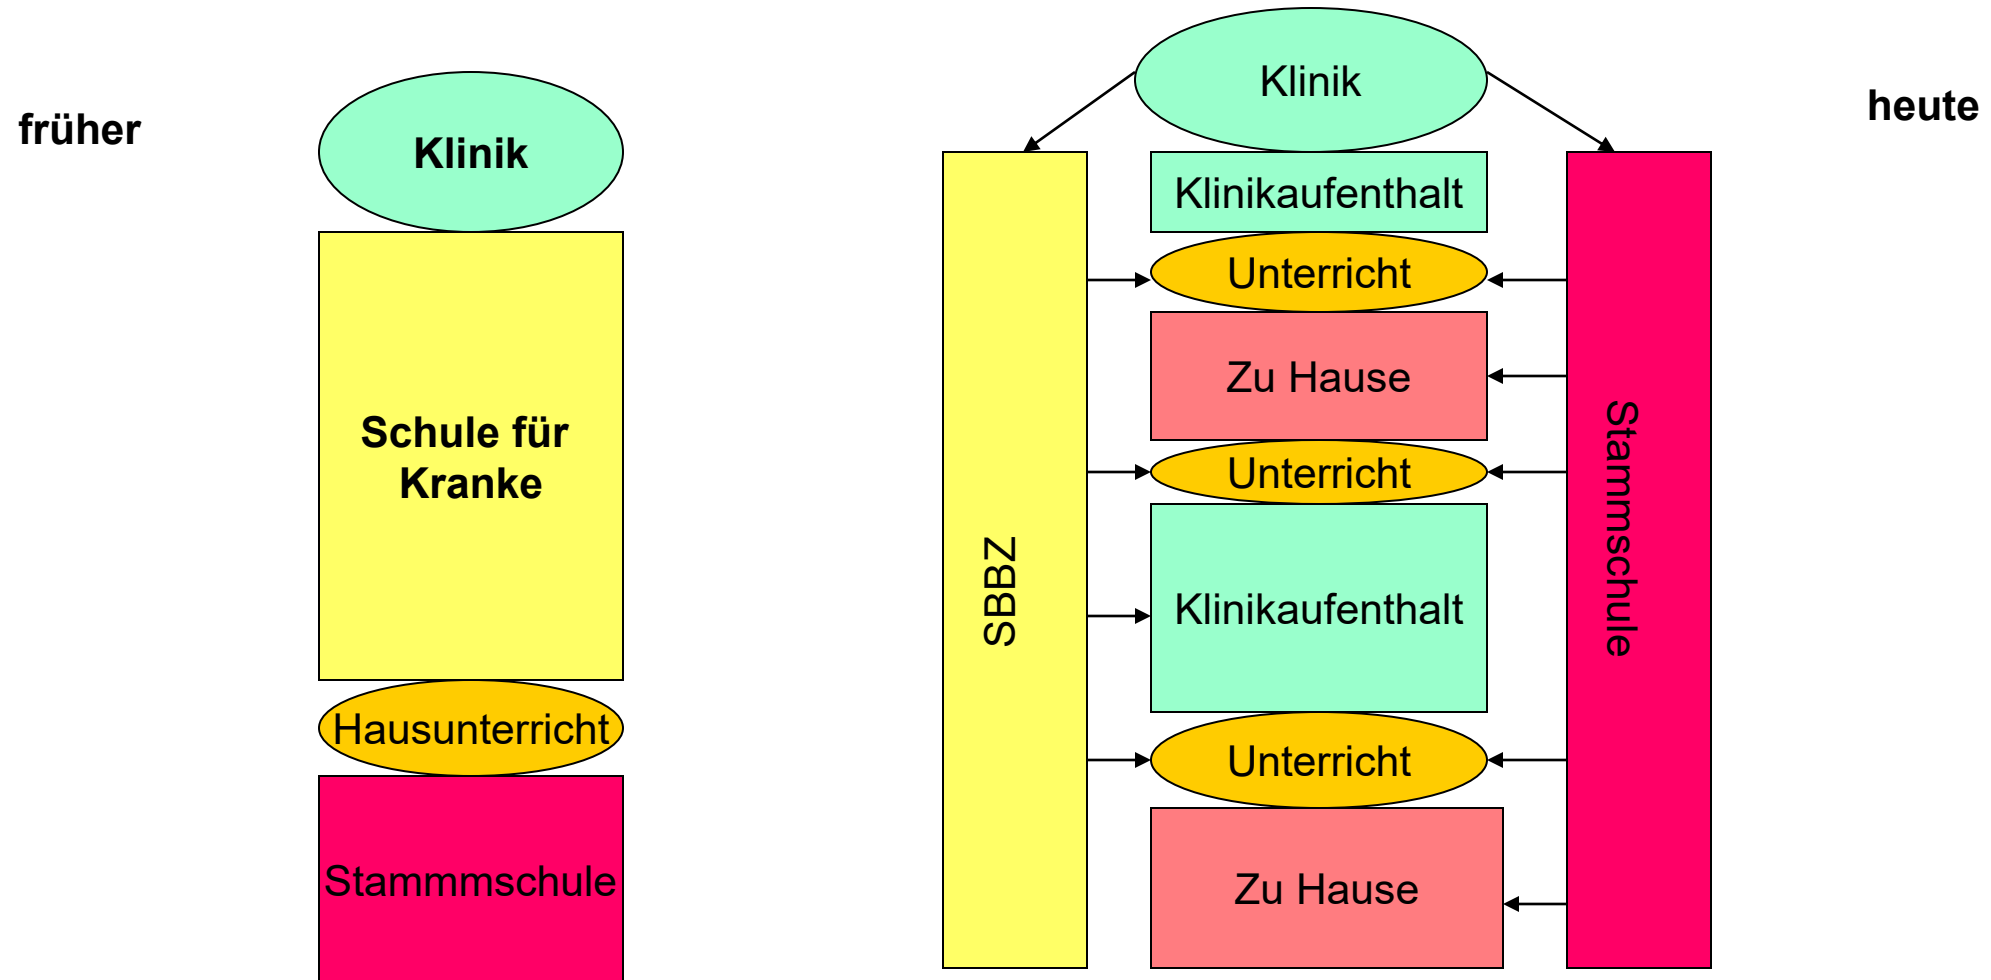 früher
Klinik
Schule für
Kranke
Hausunterricht
Stammmschule
heute
Klinik
SBBZ
Klinikaufenthalt
Unterricht
Zu Hause
Unterricht
Klinikaufenthalt
Unterricht
Zu Hause
Stammschule